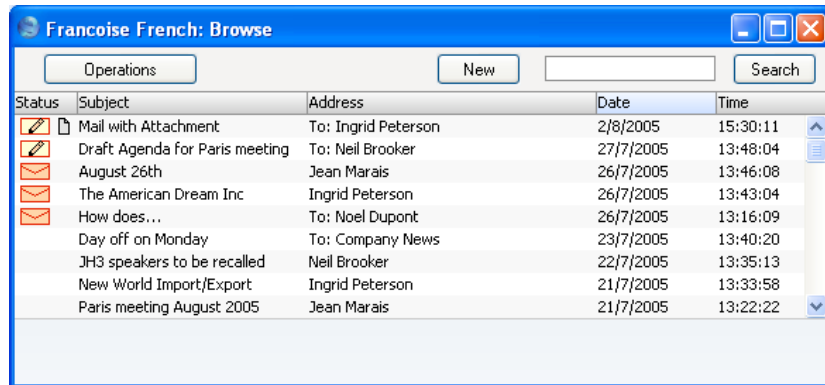 Francoise French: Browse
Operations New Search
Status Subject Address Date Time
Mail with Attachment To: Ingrid Peterson 2/8/2005 15:30:11
Draft Agenda for Paris meeting To: Neil Brooker 27/7/2005 13:48:04
August 26th Jean Marais 26/7/2005 13:46:08
The American Dream Inc Ingrid Peterson 26/7/2005 13:43:04
How does... To: Noel Dupont 26/7/2005 13:16:09
Day off on Monday To: Company News 23/7/2005 13:40:20
JH3 speakers to be recalled Neil Brooker 22/7/2005 13:35:13
New World Import/Export Ingrid Peterson 21/7/2005 13:33:58
Paris meeting August 2005 Jean Marais 21/7/2005 13:22:22